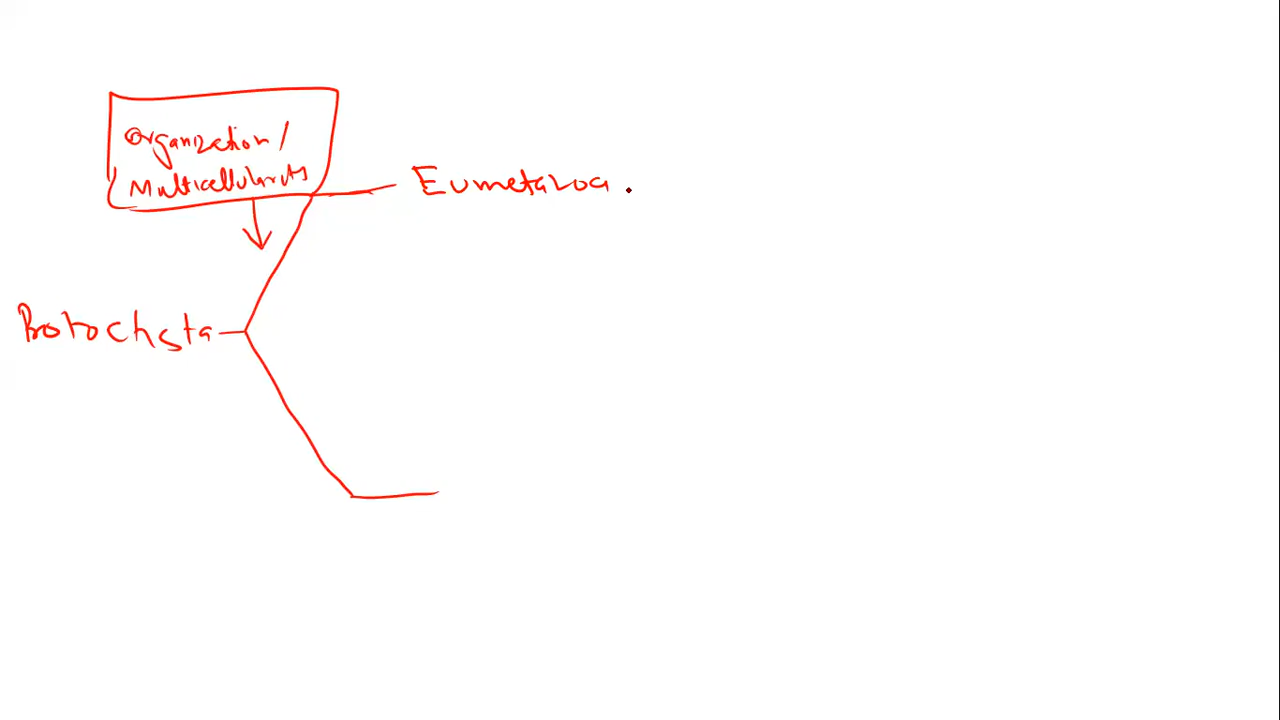 Organization/
Multicellularity
Eumetazoa.
Protochsta